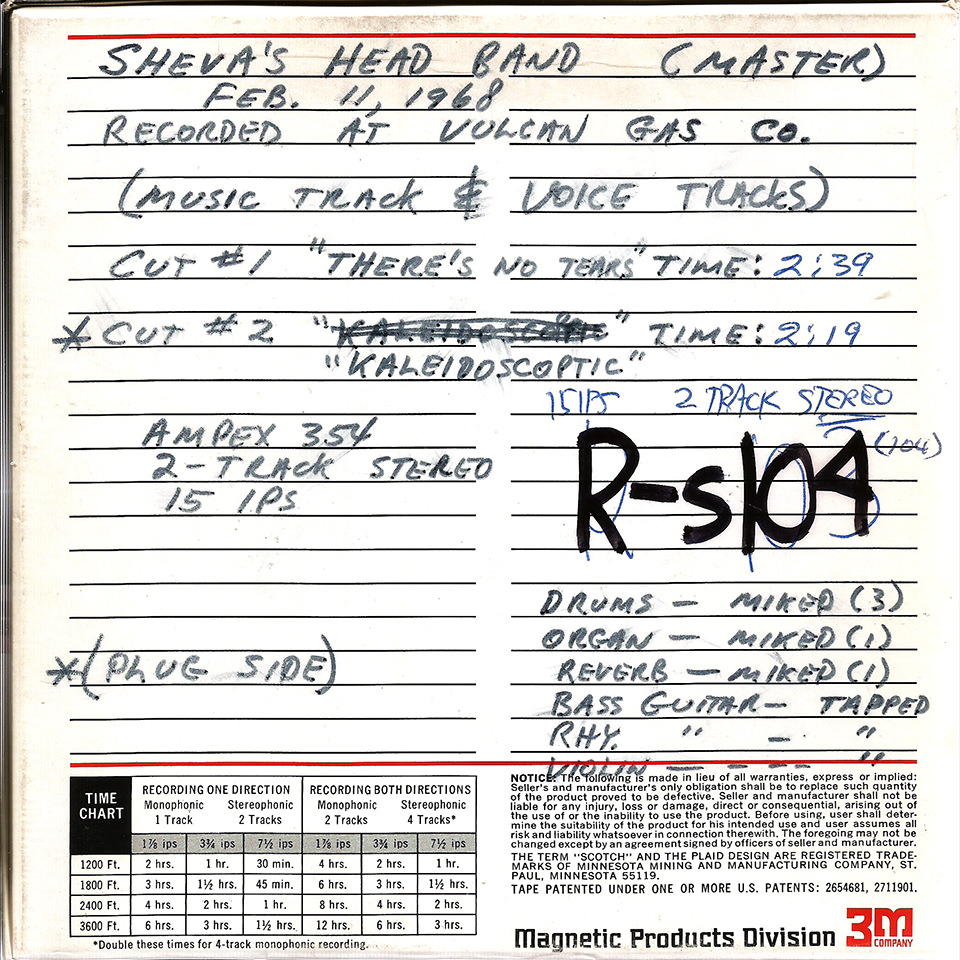 SHEVA'S HEAD BAND (MASTER)
FEB. 11, 1968
RECORDED AT VULCAN GAS CO.
(MUSIC TRACK & VOICE TRACKS)
CUT #1 "THERE'S NO TEARS" TIME: 2:39
* CUT #2 "KALEIDOSCOPTIC" TIME: 2:19
"KALEIDOSCOPTIC"
15IPS 2 TRACK STEREO
(104)
R-S104
AMPEX 354
2-TRACK STEREO
15 IPS
*(PLUG SIDE)
DRUMS — MIKED (3)
ORGAN — MIKED (1)
REVERB — MIKED (1)
BASS GUITAR — TAPPED
RHY. " - "
VIOLIN — - -- "
TIME CHART
RECORDING ONE DIRECTION RECORDING BOTH DIRECTIONS
Monophonic 1 Track Stereophonic 2 Tracks Monophonic 2 Tracks Stereophonic 4 Tracks*
1⅞ ips 3¾ ips 7½ ips 1⅞ ips 3¾ ips 7½ ips
1200 Ft. 2 hrs. 1 hr. 30 min. 4 hrs. 2 hrs. 1 hr.
1800 Ft. 3 hrs. 1½ hrs. 45 min. 6 hrs. 3 hrs. 1½ hrs.
2400 Ft. 4 hrs. 2 hrs. 1 hr. 8 hrs. 4 hrs. 2 hrs.
3600 Ft. 6 hrs. 3 hrs. 1½ hrs. 12 hrs. 6 hrs. 3 hrs.
*Double these times for 4-track monophonic recording.
NOTICE: The following is made in lieu of all warranties, express or implied:
Seller's and manufacturer's only obligation shall be to replace such quantity
of the product proved to be defective. Seller and manufacturer shall not be
liable for any injury, loss or damage, direct or consequential, arising out of
the use of or the inability to use the product. Before using, user shall deter-
mine the suitability of the product for his intended use and user assumes all
risk and liability whatsoever in connection therewith. The foregoing may not be
changed except by an agreement signed by officers of seller and manufacturer.
THE TERM "SCOTCH" AND THE PLAID DESIGN ARE REGISTERED TRADE-
MARKS OF MINNESOTA MINING AND MANUFACTURING COMPANY, ST.
PAUL, MINNESOTA 55119.
TAPE PATENTED UNDER ONE OR MORE U.S. PATENTS: 2654681, 2711901.
Magnetic Products Division 3M COMPANY